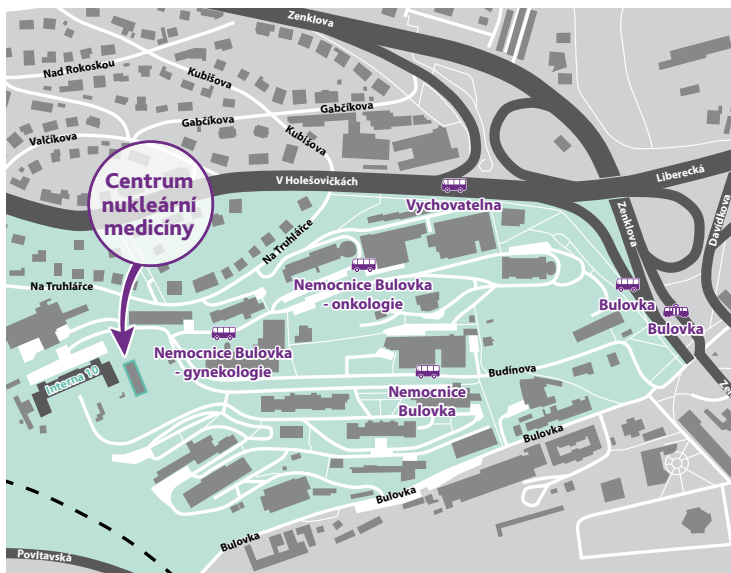 Zenklova
Nad Rokoskou
Kubišova
Gabčíkova
Gabčíkova
Kubišova
Valčíkova
Centrum
nukleární
medicíny
V Holešovičkách
Liberecká
Vychovatelna
Zenklova
Davídkova
Na Truhlářce
Na Truhlářce
Nemocnice Bulovka
- onkologie
Bulovka
Bulovka
Nemocnice Bulovka
- gynekologie
Interna 10
Budínova
Nemocnice
Bulovka
Bulovka
Bulovka
Bulovka
Povltavská